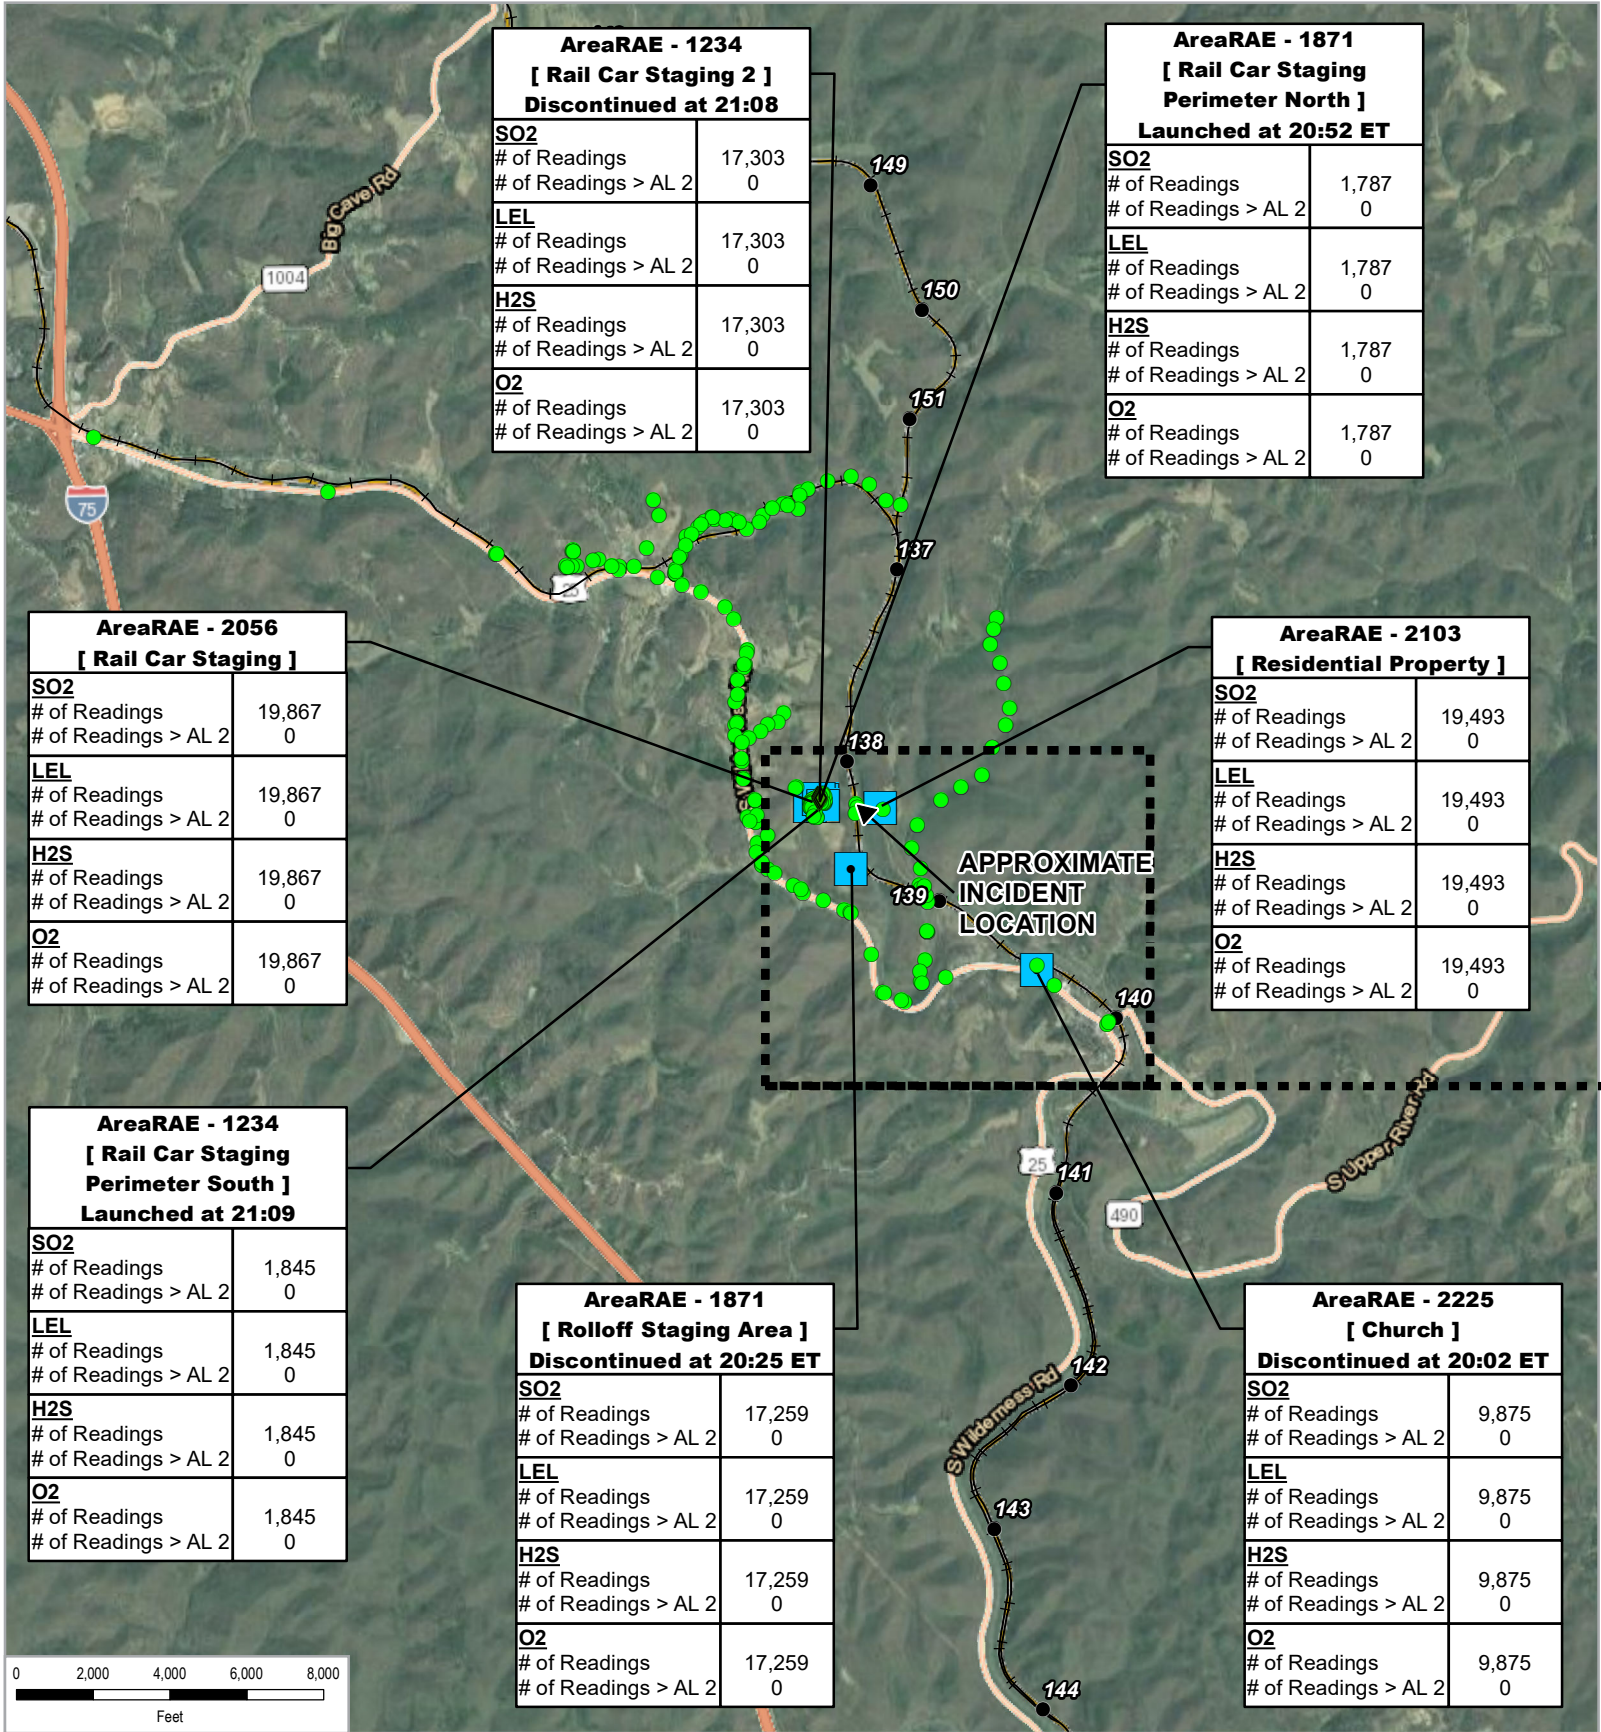 AreaRAE - 1234
[ Rail Car Staging 2 ]
Discontinued at 21:08
SO2
# of Readings 17,303
# of Readings > AL 2 0
LEL
# of Readings 17,303
# of Readings > AL 2 0
H2S
# of Readings 17,303
# of Readings > AL 2 0
O2
# of Readings 17,303
# of Readings > AL 2 0
AreaRAE - 1871
[ Rail Car Staging
Perimeter North ]
Launched at 20:52 ET
SO2
# of Readings 1,787
# of Readings > AL 2 0
LEL
# of Readings 1,787
# of Readings > AL 2 0
H2S
# of Readings 1,787
# of Readings > AL 2 0
O2
# of Readings 1,787
# of Readings > AL 2 0
Big Cave Rd
1004
75
149
150
151
137
25
AreaRAE - 2056
[ Rail Car Staging ]
SO2
# of Readings 19,867
# of Readings > AL 2 0
LEL
# of Readings 19,867
# of Readings > AL 2 0
H2S
# of Readings 19,867
# of Readings > AL 2 0
O2
# of Readings 19,867
# of Readings > AL 2 0
AreaRAE - 2103
[ Residential Property ]
SO2
# of Readings 19,493
# of Readings > AL 2 0
LEL
# of Readings 19,493
# of Readings > AL 2 0
H2S
# of Readings 19,493
# of Readings > AL 2 0
O2
# of Readings 19,493
# of Readings > AL 2 0
138
APPROXIMATE
INCIDENT
LOCATION
139
140
S Upper River Rd
25
141
490
AreaRAE - 1234
[ Rail Car Staging
Perimeter South ]
Launched at 21:09
SO2
# of Readings 1,845
# of Readings > AL 2 0
LEL
# of Readings 1,845
# of Readings > AL 2 0
H2S
# of Readings 1,845
# of Readings > AL 2 0
O2
# of Readings 1,845
# of Readings > AL 2 0
AreaRAE - 1871
[ Rolloff Staging Area ]
Discontinued at 20:25 ET
SO2
# of Readings 17,259
# of Readings > AL 2 0
LEL
# of Readings 17,259
# of Readings > AL 2 0
H2S
# of Readings 17,259
# of Readings > AL 2 0
O2
# of Readings 17,259
# of Readings > AL 2 0
142
S Wilderness Rd
143
144
AreaRAE - 2225
[ Church ]
Discontinued at 20:02 ET
SO2
# of Readings 9,875
# of Readings > AL 2 0
LEL
# of Readings 9,875
# of Readings > AL 2 0
H2S
# of Readings 9,875
# of Readings > AL 2 0
O2
# of Readings 9,875
# of Readings > AL 2 0
0 2,000 4,000 6,000 8,000
Feet